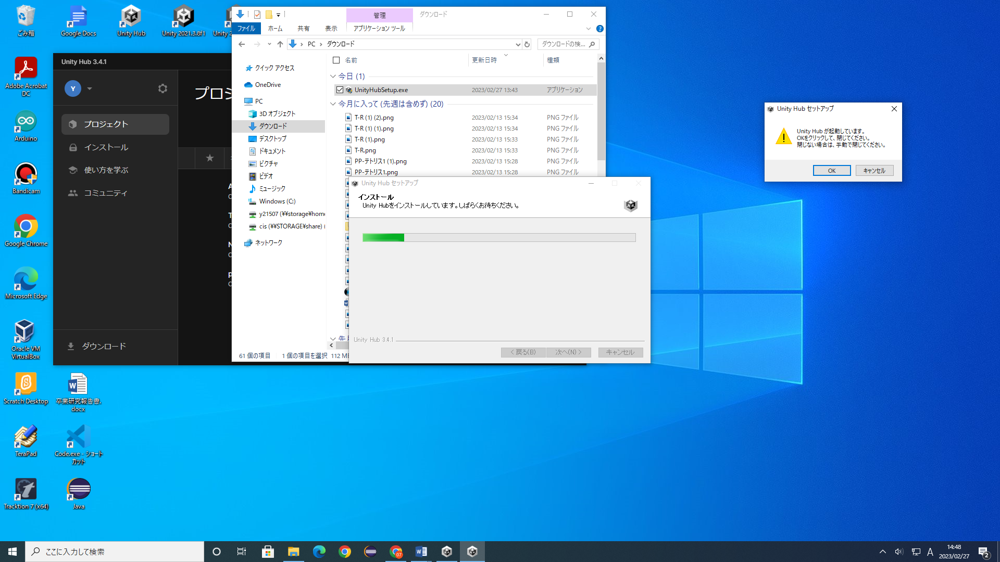 ごみ箱
Google Docs
Unity Hub
Unity 2021.3.8f1
Adobe Acrobat DC
Arduino
Bandicam
Google Chrome
Microsoft Edge
Oracle VM VirtualBox
Scratch Desktop
卒業研究報告書.docx
TeraPad
Code.exe - ショートカット
Tracktion 7 (x64)
Java
Unity Hub 3.4.1
Y
プロジェクト
インストール
使い方を学ぶ
コミュニティ
ダウンロード
管理
ダウンロード
ファイル
ホーム
共有
表示
アプリケーション ツール
PC
ダウンロード
ダウンロードの検...
クイック アクセス
OneDrive
PC
3D オブジェクト
ダウンロード
デスクトップ
ドキュメント
ピクチャ
ビデオ
ミュージック
Windows (C:)
y21507 (¥¥storage¥home
cis (¥¥STORAGE¥share) (
ネットワーク
名前 更新日時 種類
今日 (1)
UnityHubSetup.exe 2023/02/27 13:43 アプリケーション
今月に入って (先週は含めず) (20)
T-R (1) (2).png 2023/02/13 15:34 PNG ファイル
T-R (1) (1).png 2023/02/13 15:34 PNG ファイル
T-R (1).png 2023/02/13 15:33 PNG ファイル
T-R.png 2023/02/13 15:33 PNG ファイル
PP-テトリス1 (1).png 2023/02/13 15:28 PNG ファイル
PP-テトリス1.png 2023/02/13 15:28 PNG ファイル
61 個の項目
1 個の項目を選択
Unity Hub セットアップ
インストール
Unity Hubをインストールしています。しばらくお待ちください。
Unity Hub 3.4.1
< 戻る(B)
次へ(N) >
キャンセル
Unity Hub セットアップ
Unity Hub が起動しています。
OKをクリックして、閉じてください。
閉じない場合は、手動で閉じてください。
OK
キャンセル
ここに入力して検索
07
A
14:48
2023/02/27
2